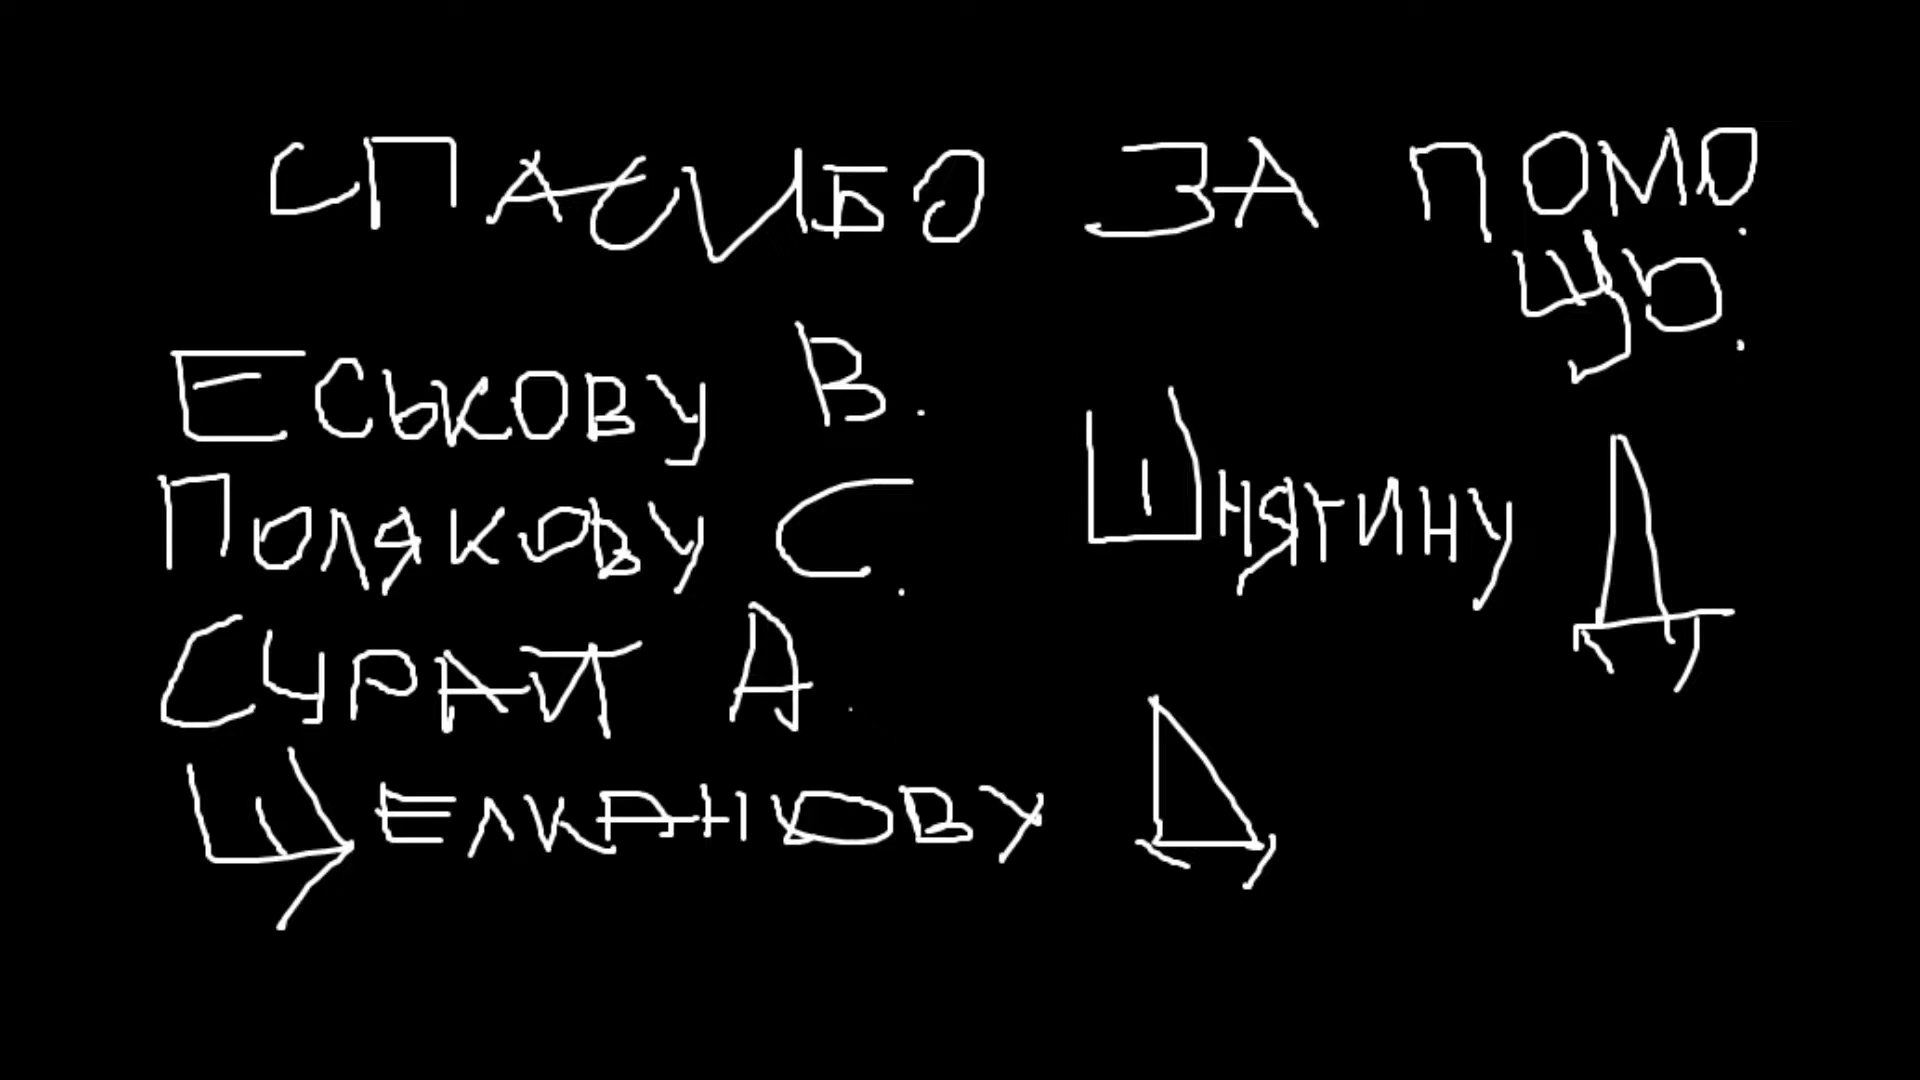 СПАСИБО ЗА ПОМО.
ЩЬ.
Еськову В.
Полякову С.
Шнягину Д
Сурай А.
Щелканову Д